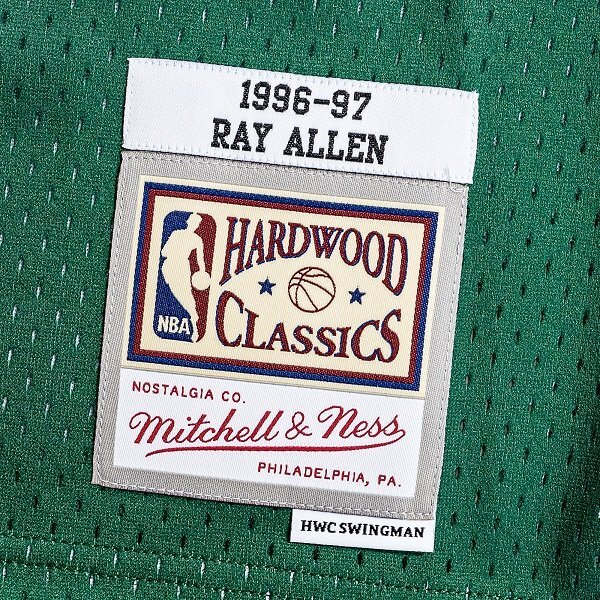 1996-97
RAY ALLEN
HARDWOOD
CLASSICS
NBA
NOSTALGIA CO.
Mitchell & Ness
PHILADELPHIA, PA.
HWC SWINGMAN